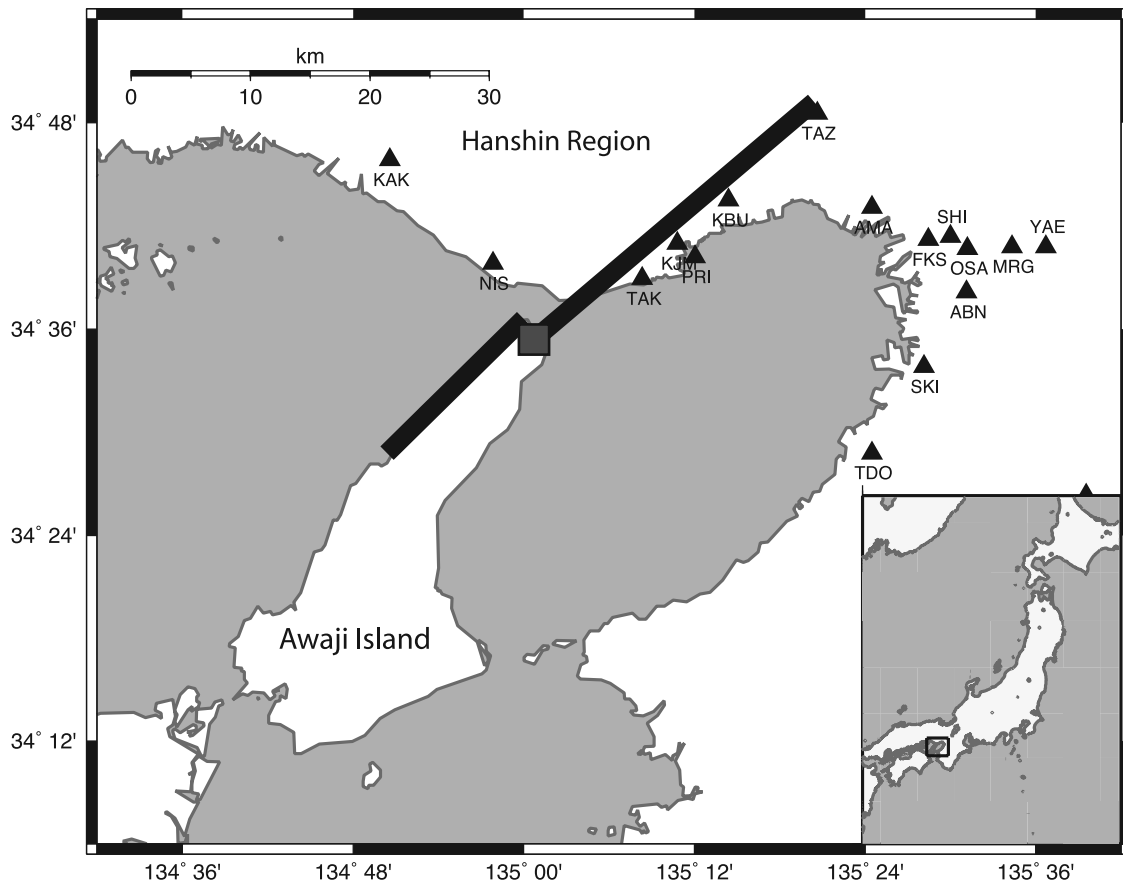 km
0 10 20 30
34° 48'
Hanshin Region
TAZ
KAK
KBU
AMA
SHI
YAE
FKS
OSA
MRG
KJM
PRI
NIS
TAK
ABN
34° 36'
SKI
TDO
34° 24'
Awaji Island
34° 12'
134° 36' 134° 48' 135° 00' 135° 12' 135° 24' 135° 36'